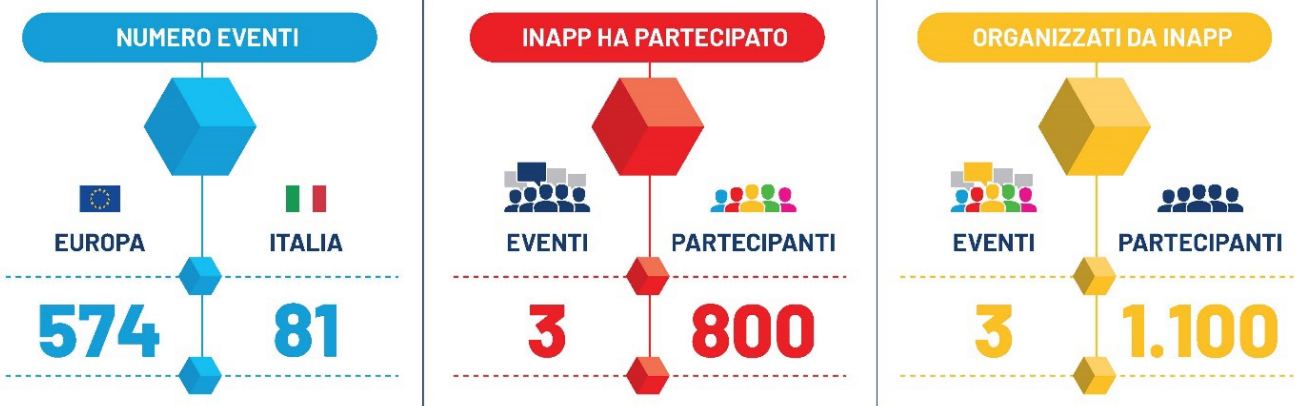 NUMERO EVENTI
EUROPA
ITALIA
574
81
INAPP HA PARTECIPATO
EVENTI
PARTECIPANTI
3
800
ORGANIZZATI DA INAPP
EVENTI
PARTECIPANTI
3
1.100